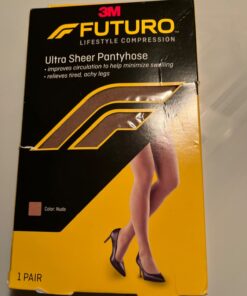 3M
FUTURO
LIFESTYLE COMPRESSION
Ultra Sheer Pantyhose
• improves circulation to help minimize swelling
• relieves tired, achy legs
Color: Nude
1 PAIR